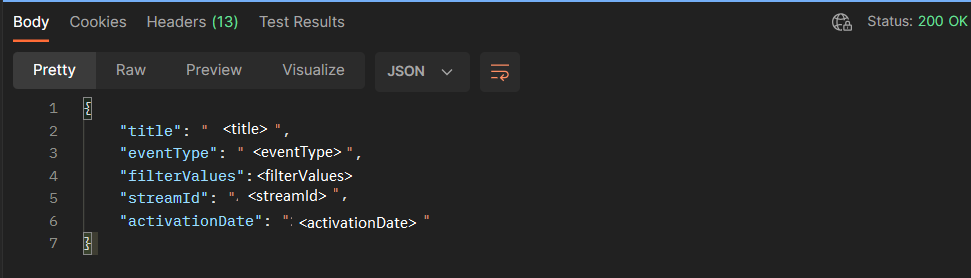 Body Cookies Headers (13) Test Results Status: 200 OK
Pretty Raw Preview Visualize JSON
1 {
2 "title": " <title> ",
3 "eventType": " <eventType> ",
4 "filterValues": <filterValues>
5 "streamId": " <streamId> ",
6 "activationDate": " <activationDate> "
7 }